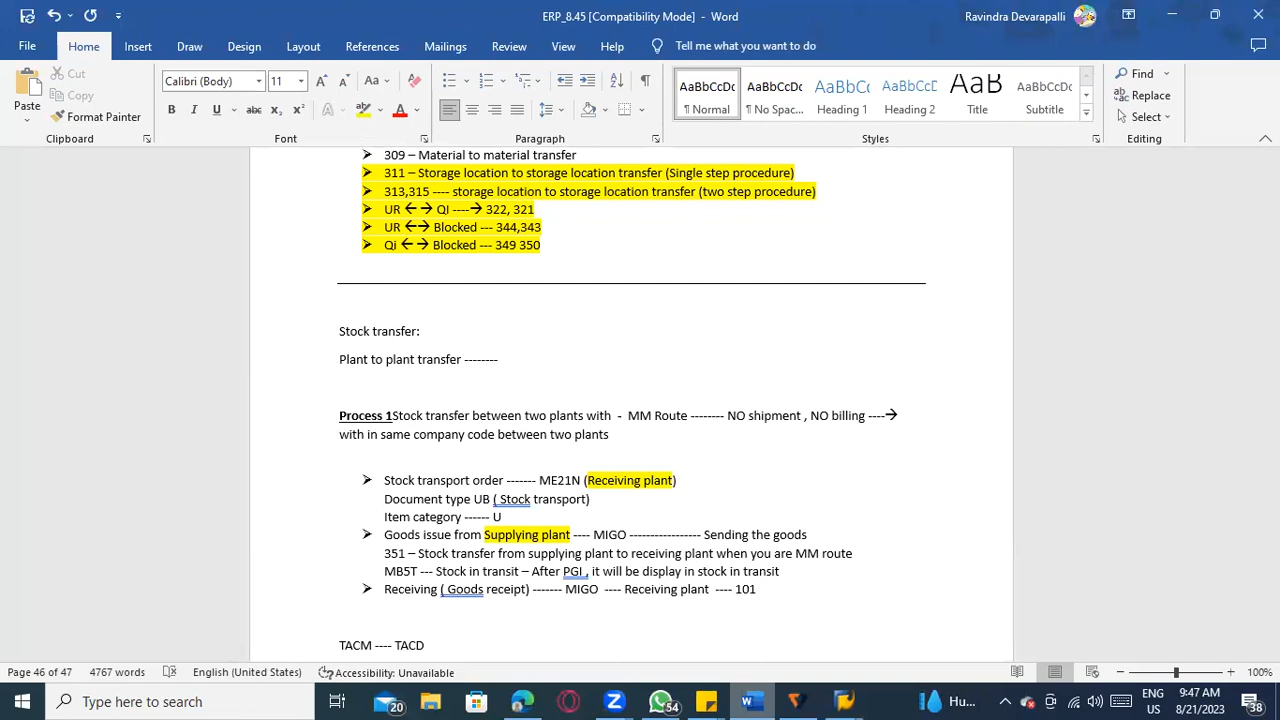 ERP_8.45 [Compatibility Mode] - Word
Ravindra Devarapalli
File Home Insert Draw Design Layout References Mailings Review View Help Tell me what you want to do
Paste
Cut
Copy
Format Painter
Clipboard
Calibri (Body) 11
Font
Paragraph
AaBbCcDc AaBbCcDc AaBbCc AaBbCcD AaB AaBbCcD
¶ Normal ¶ No Spac... Heading 1 Heading 2 Title Subtitle
Styles
Find
Replace
Select
Editing
309 – Material to material transfer
311 – Storage location to storage location transfer (Single step procedure)
313,315 ---- storage location to storage location transfer (two step procedure)
UR ← → QI ----→ 322, 321
UR ← → Blocked --- 344,343
Qi ← → Blocked --- 349 350
Stock transfer:
Plant to plant transfer --------
Process 1Stock transfer between two plants with - MM Route -------- NO shipment , NO billing ----→
with in same company code between two plants
Stock transport order ------- ME21N (Receiving plant)
Document type UB ( Stock transport)
Item category ------ U
Goods issue from Supplying plant ---- MIGO ----------------- Sending the goods
351 – Stock transfer from supplying plant to receiving plant when you are MM route
MB5T --- Stock in transit – After PGI , it will be display in stock in transit
Receiving ( Goods receipt) ------- MIGO ---- Receiving plant ---- 101
TACM ---- TACD
Page 46 of 47 4767 words English (United States) Accessibility: Unavailable 100%
Type here to search
20
54
Hu...
ENG
US
9:47 AM
8/21/2023
38